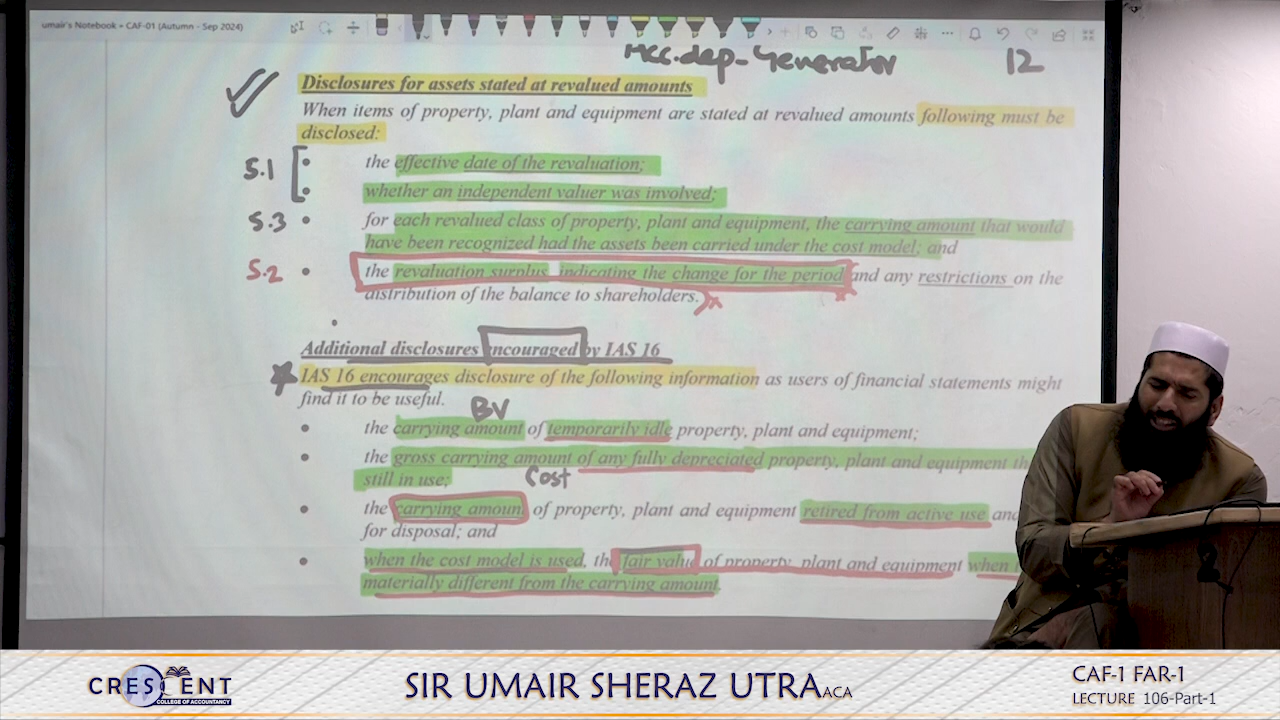 umair's Notebook • CAF-01 (Autumn - Sep 2024)
Acc.dep-Generator 12
Disclosures for assets stated at revalued amounts
When items of property, plant and equipment are stated at revalued amounts following must be
disclosed:
5.1
• the effective date of the revaluation;
• whether an independent valuer was involved;
5.3 • for each revalued class of property, plant and equipment, the carrying amount that would
have been recognized had the assets been carried under the cost model; and
5.2 • the revaluation surplus indicating the change for the period and any restrictions on the
distribution of the balance to shareholders.
Additional disclosures encouraged by IAS 16
IAS 16 encourages disclosure of the following information as users of financial statements might
find it to be useful.
BV
• the carrying amount of temporarily idle property, plant and equipment;
• the gross carrying amount of any fully depreciated property, plant and equipment
still in use;
Cost
• the carrying amount of property, plant and equipment retired from active use and
for disposal; and
• when the cost model is used, the fair value of property, plant and equipment when
materially different from the carrying amount.
CRESCENT
COLLEGE OF ACCOUNTANCY
SIR UMAIR SHERAZ UTRA ACA
CAF-1 FAR-1
LECTURE 106-Part-1